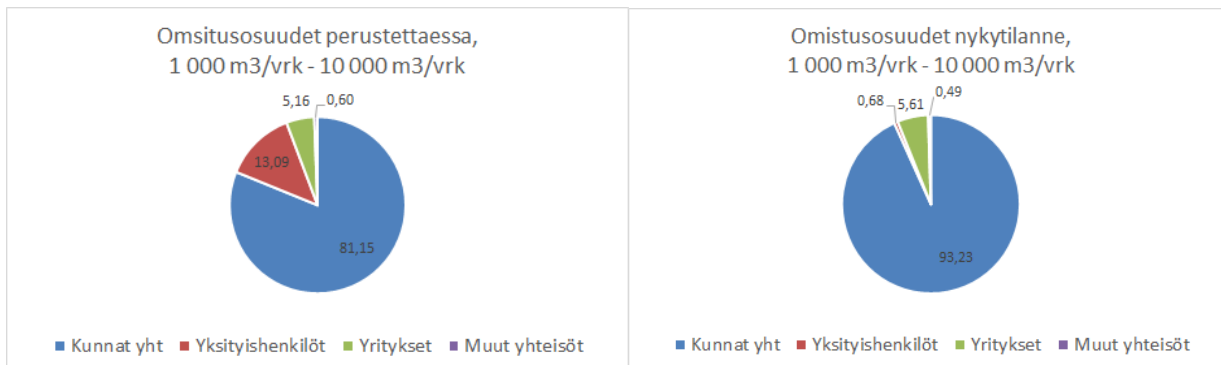 Omsitusosuudet perustettaessa,
1 000 m3/vrk - 10 000 m3/vrk
5,16
0,60
13,09
81,15
Kunnat yht
Yksityishenkilöt
Yritykset
Muut yhteisöt
Omistusosuudet nykytilanne,
1 000 m3/vrk - 10 000 m3/vrk
0,68
5,61
0,49
93,23
Kunnat yht
Yksityishenkilöt
Yritykset
Muut yhteisöt